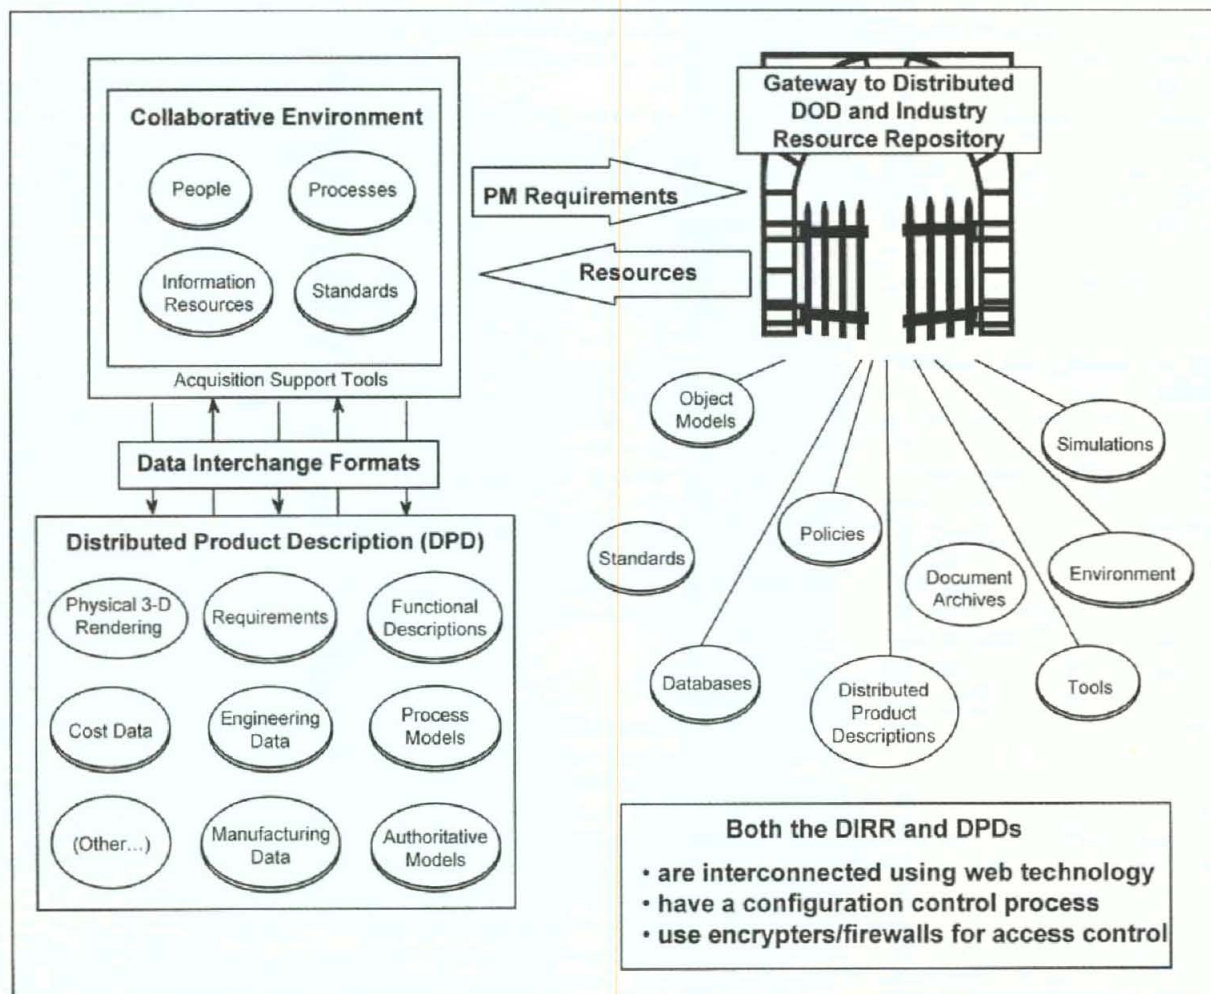 Collaborative Environment
People
Processes
Information
Resources
Standards
Acquisition Support Tools
Data Interchange Formats
Distributed Product Description (DPD)
Physical 3-D
Rendering
Requirements
Functional
Descriptions
Cost Data
Engineering
Data
Process
Models
(Other...)
Manufacturing
Data
Authoritative
Models
PM Requirements
Resources
Gateway to Distributed
DOD and Industry
Resource Repository
Object
Models
Simulations
Policies
Standards
Document
Archives
Environment
Databases
Distributed
Product
Descriptions
Tools
Both the DIRR and DPDs
• are interconnected using web technology
• have a configuration control process
• use encrypters/firewalls for access control